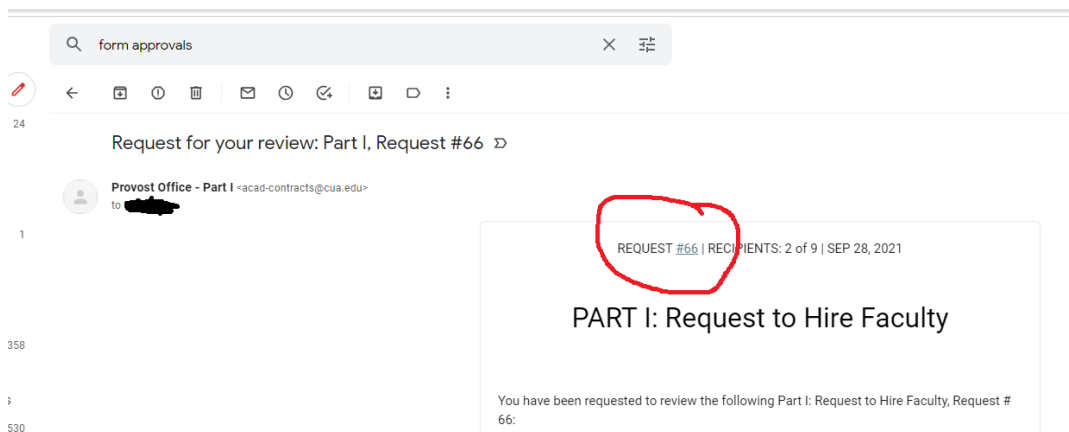 form approvals
24
Request for your review: Part I, Request #66
Provost Office - Part I <acad-contracts@cua.edu>
to
1
REQUEST #66 | RECIPIENTS: 2 of 9 | SEP 28, 2021
PART I: Request to Hire Faculty
358
s
You have been requested to review the following Part I: Request to Hire Faculty, Request #
530
66: